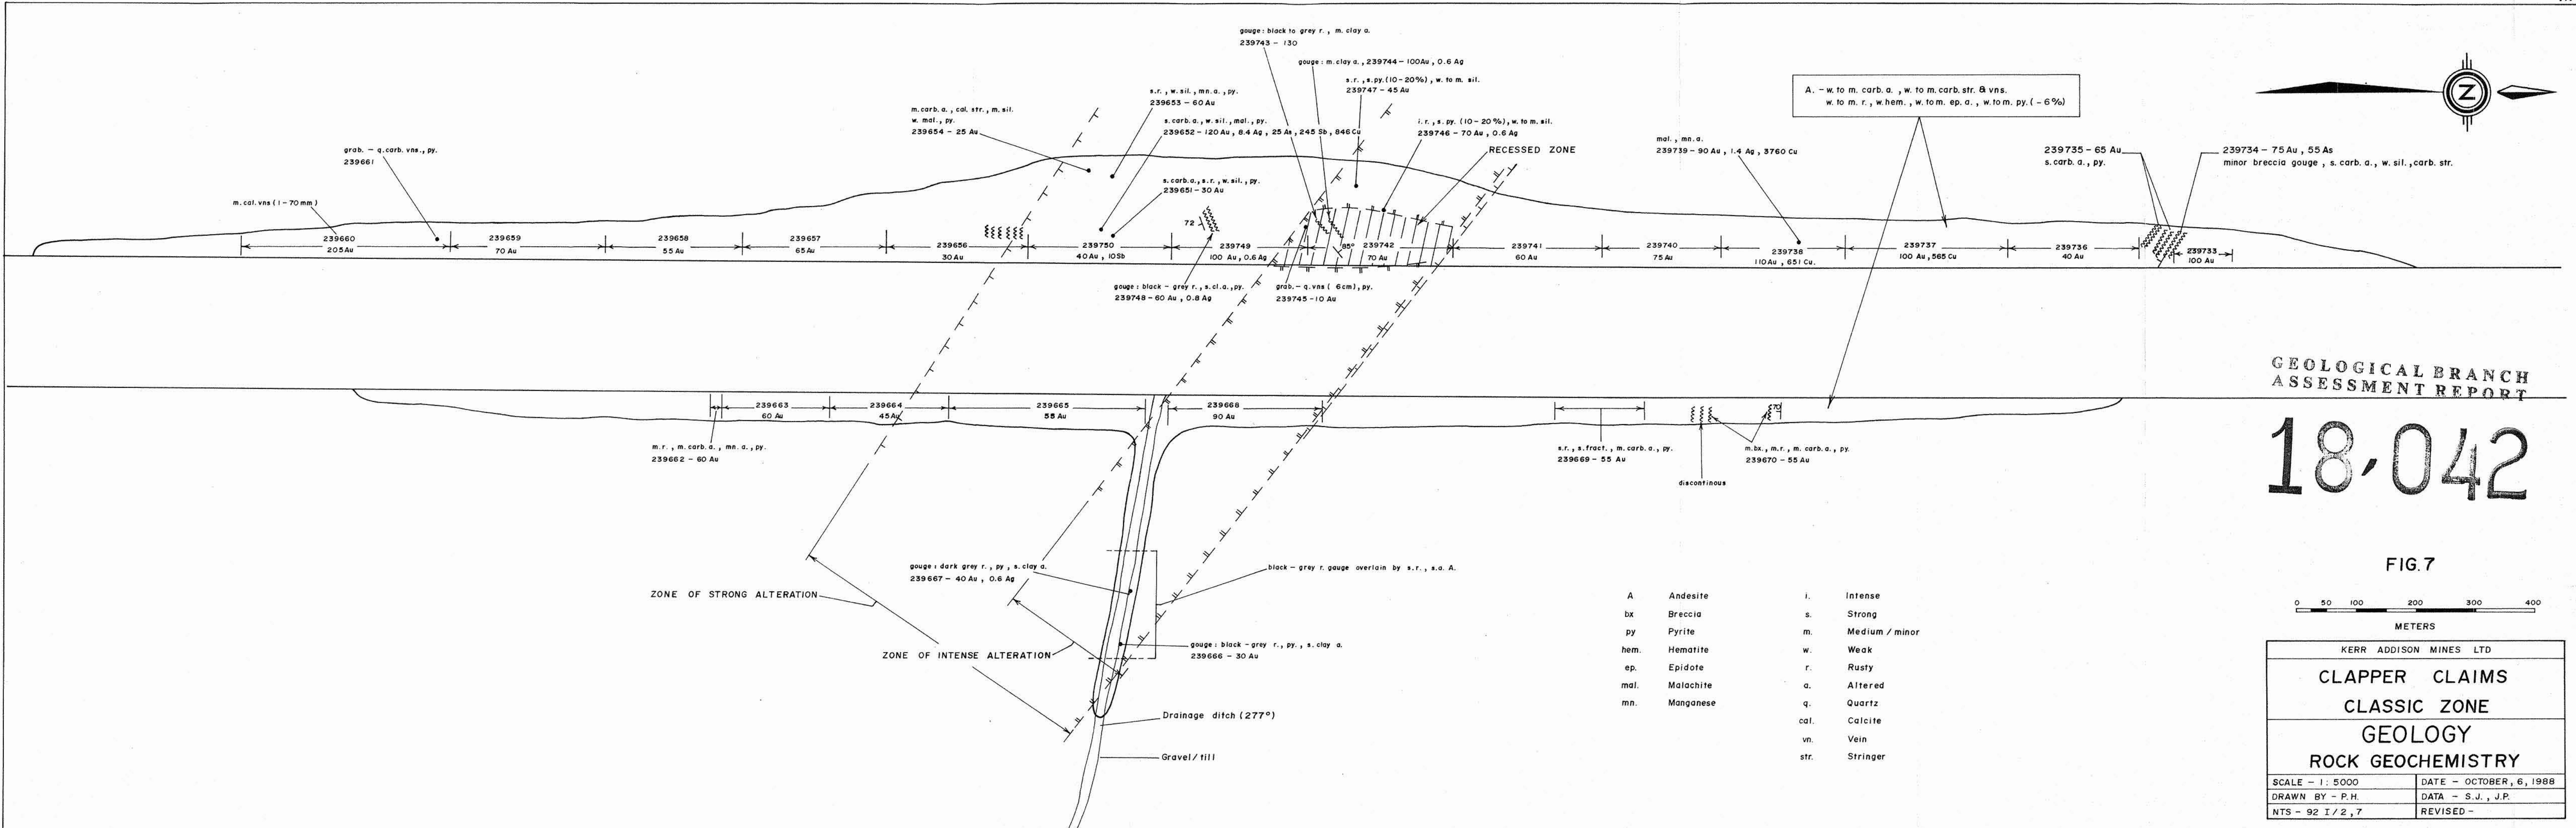 gouge : black to grey r. , m. clay a.
239743 - 130
gouge : m. clay a. , 239744 - 100Au , 0.6 Ag
s.r. , s.py. (10-20%) , w. to m. sil.
239747 - 45 Au
s.r. , w. sil. , mn. a. , py.
239653 - 60 Au
m. carb. a. , cal. str. , m. sil.
w. mal. , py.
239654 - 25 Au
s. carb. a. , w. sil. , mal. , py.
239652 - 120 Au , 8.4 Ag , 25 As , 245 Sb , 846 Cu
i. r. , s. py. (10-20%) , w. to m. sil.
239746 - 70 Au , 0.6 Ag
RECESSED ZONE
A. - w. to m. carb. a. , w. to m. carb. str. & vns.
w. to m. r. , w. hem. , w. to m. ep. a. , w. to m. py. ( - 6%)
Z
mal. , mn. a.
239739 - 90 Au , 1.4 Ag , 3760 Cu
239735 - 65 Au
s. carb. a. , py.
239734 - 75 Au , 55 As
minor breccia gouge , s. carb. a. , w. sil. , carb. str.
grab. - q. carb. vns. , py.
239661
s. carb. a. , s. r. , w. sil. , py.
239651 - 30 Au
m. cal. vns (1-70 mm)
72
85°
239660
205 Au
239659
70 Au
239658
55 Au
239657
65 Au
239656
30 Au
239750
40 Au , 10 Sb
239749
100 Au , 0.6 Ag
239742
70 Au
239741
60 Au
239740
75 Au
239738
110 Au , 651 Cu.
239737
100 Au , 565 Cu
239736
40 Au
239733
100 Au
gouge : black - grey r. , s. cl. a. , py.
239748 - 60 Au , 0.8 Ag
grab. - q. vns ( 6cm) , py.
239745 - 10 Au
GEOLOGICAL BRANCH
ASSESSMENT REPORT
18,042
239663
60 Au
239664
45 Au
239665
55 Au
239668
90 Au
70
m. r. , m. carb. a. , mn. a. , py.
239662 - 60 Au
s.r. , s. fract. , m. carb. a. , py.
239669 - 55 Au
m. bx. , m. r. , m. carb. a. , py.
239670 - 55 Au
discontinous
gouge : dark grey r. , py , s. clay a.
239667 - 40 Au , 0.6 Ag
black - grey r. gauge overlain by s. r. , s.a. A.
ZONE OF STRONG ALTERATION
gouge : black - grey r. , py. , s. clay a.
239666 - 30 Au
ZONE OF INTENSE ALTERATION
Drainage ditch (277°)
Gravel / till
A Andesite i. Intense
bx Breccia s. Strong
py Pyrite m. Medium / minor
hem. Hematite w. Weak
ep. Epidote r. Rusty
mal. Malachite a. Altered
mn. Manganese q. Quartz
cal. Calcite
vn. Vein
str. Stringer
FIG. 7
0 50 100 200 300 400
METERS
KERR ADDISON MINES LTD
CLAPPER CLAIMS
CLASSIC ZONE
GEOLOGY
ROCK GEOCHEMISTRY
SCALE - 1 : 5000 DATE - OCTOBER, 6, 1988
DRAWN BY - P. H. DATA - S.J. , J.P.
NTS - 92 I / 2 , 7 REVISED -